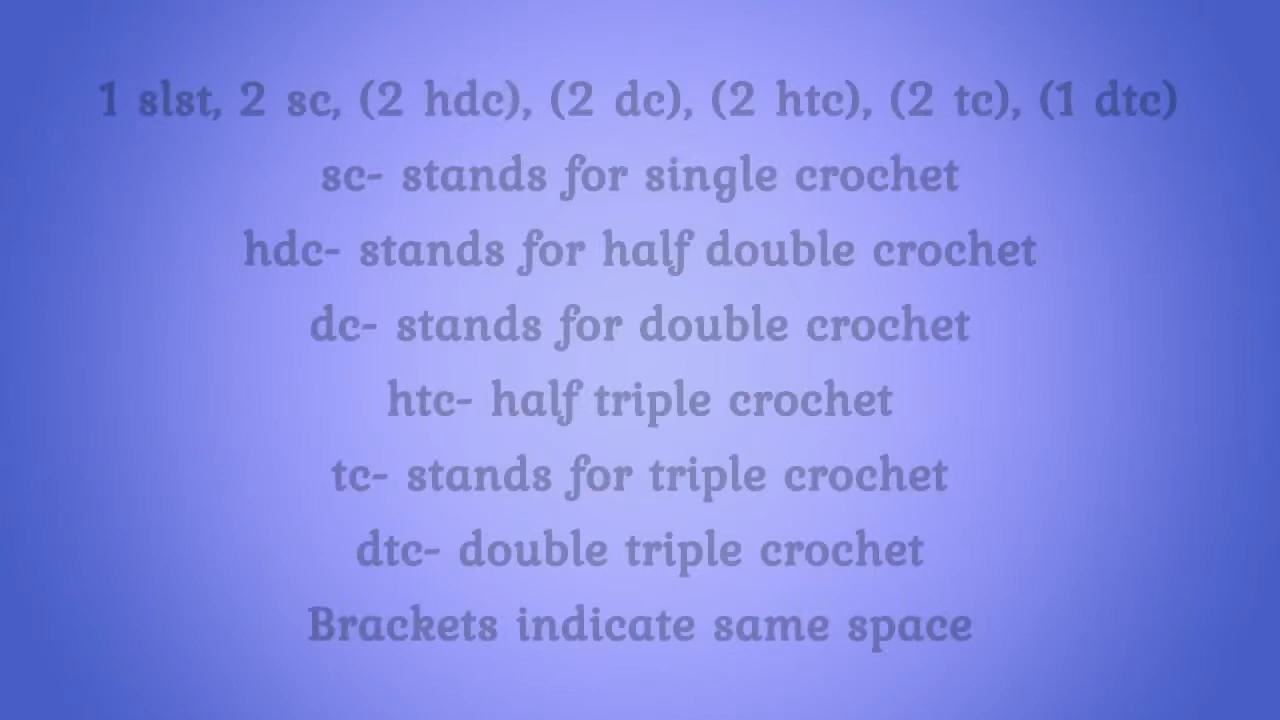 1 slst, 2 sc, (2 hdc), (2 dc), (2 htc), (2 tc), (1 dtc)
sc- stands for single crochet
hdc- stands for half double crochet
dc- stands for double crochet
htc- half triple crochet
tc- stands for triple crochet
dtc- double triple crochet
Brackets indicate same space